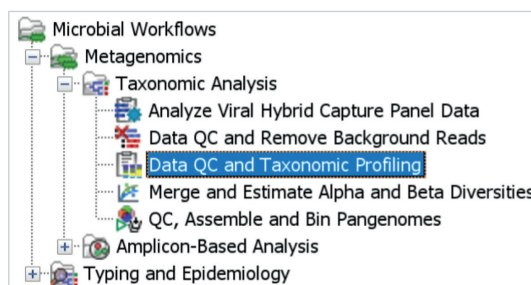 Microbial Workflows
Metagenomics
Taxonomic Analysis
Analyze Viral Hybrid Capture Panel Data
Data QC and Remove Background Reads
Data QC and Taxonomic Profiling
Merge and Estimate Alpha and Beta Diversities
QC, Assemble and Bin Pangenomes
Amplicon-Based Analysis
Typing and Epidemiology